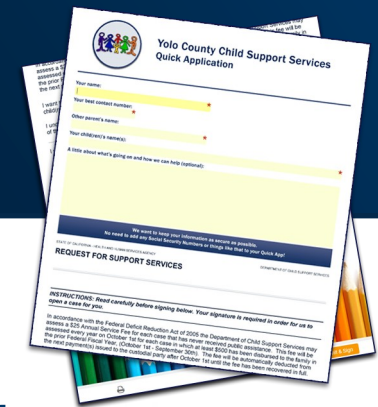 Yolo County Child Support Services
Quick Application
Your name:
Your best contact number:
Other parent's name:
Your child(ren)'s name(s):
A little about what's going on and how we can help (optional):
We want to keep your information as secure as possible.
No need to add any Social Security Numbers or things like that to your Quick App!
STATE OF CALIFORNIA - HEALTH AND HUMAN SERVICES AGENCY
DEPARTMENT OF CHILD SUPPORT SERVICES
REQUEST FOR SUPPORT SERVICES
INSTRUCTIONS: Read carefully before signing below. Your signature is required in order for us to
open a case for you.
In accordance with the Federal Deficit Reduction Act of 2005 the Department of Child Support Services may
assess a $25 Annual Service Fee for each case that has never received public assistance. This fee will be
assessed every year on October 1st for each case in which at least $500 has been disbursed to the family in
the prior Federal Fiscal Year, (October 1st - September 30th). The fee will be automatically deducted from
the next payment(s) issued to the custodial party after October 1st until the fee has been recovered in full.
& Sign